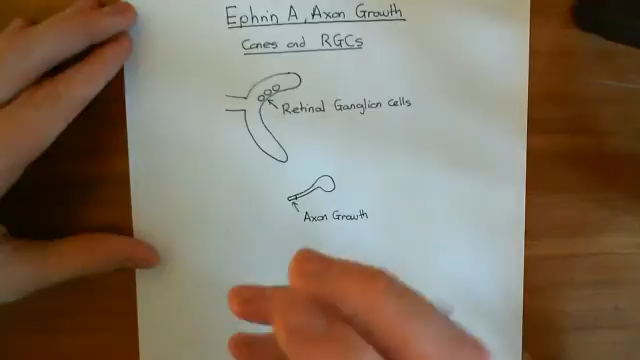 Ephrin A, Axon Growth
Cones and RGCs
Retinal Ganglion Cells
Axon Growth